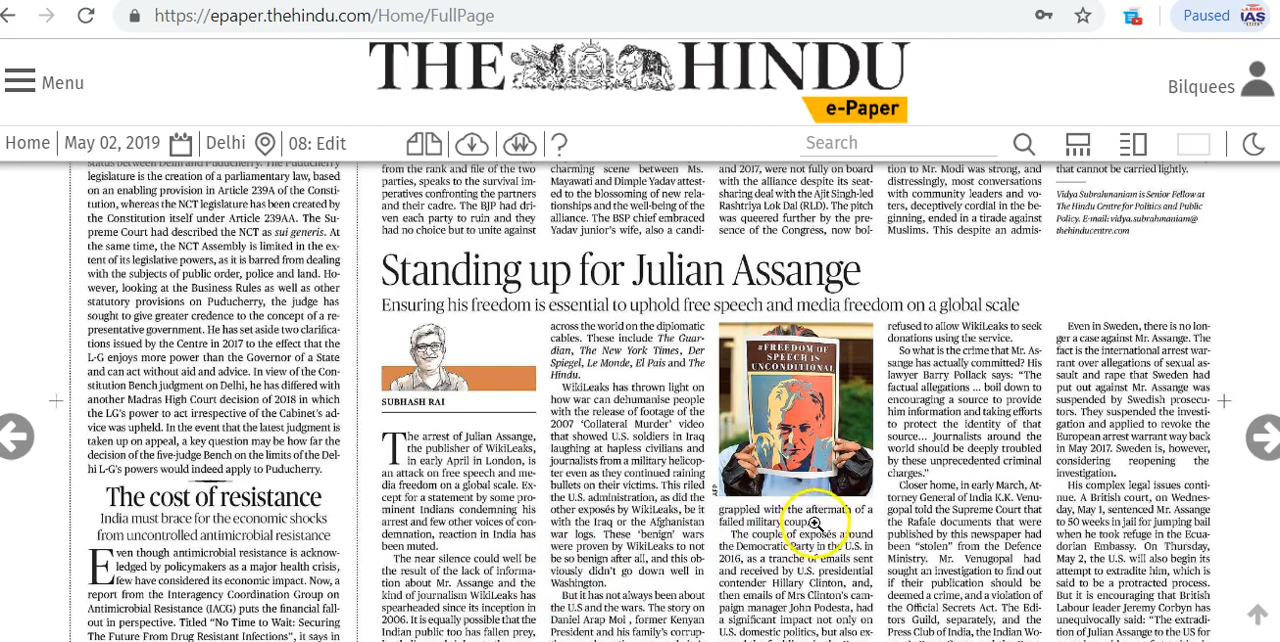 https://epaper.thehindu.com/Home/FullPage
Paused
IAS
Menu
THE HINDU
e-Paper
Bilquees
Home
May 02, 2019
Delhi
08: Edit
Search
status between Delhi and Puducherry. The Puducherry
legislature is the creation of a parliamentary law, based
on an enabling provision in Article 239A of the Consti-
tution, whereas the NCT legislature has been created by
the Constitution itself under Article 239AA. The Su-
preme Court had described the NCT as sui generis. At
the same time, the NCT Assembly is limited in the ex-
tent of its legislative powers, as it is barred from dealing
with the subjects of public order, police and land. Ho-
wever, looking at the Business Rules as well as other
statutory provisions on Puducherry, the judge has
sought to give greater credence to the concept of a re-
presentative government. He has set aside two clarifica-
tions issued by the Centre in 2017 to the effect that the
L-G enjoys more power than the Governor of a State
and can act without aid and advice. In view of the Con-
stitution Bench judgment on Delhi, he has differed with
another Madras High Court decision of 2018 in which
the LG's power to act irrespective of the Cabinet's ad-
vice was upheld. In the event that the latest judgment is
taken up on appeal, a key question may be how far the
decision of the five-judge Bench on the limits of the Del-
hi L-G's powers would indeed apply to Puducherry.
The cost of resistance
India must brace for the economic shocks
from uncontrolled antimicrobial resistance
Even though antimicrobial resistance is acknow-
ledged by policymakers as a major health crisis,
few have considered its economic impact. Now, a
report from the Interagency Coordination Group on
Antimicrobial Resistance (IACG) puts the financial fall-
out in perspective. Titled "No Time to Wait: Securing
The Future From Drug Resistant Infections", it says in
from the rank and file of the two
parties, speaks to the survival im-
peratives confronting the partners
and their cadre. The BJP had dri-
ven each party to ruin and they
had no choice but to unite against
charming scene between Ms.
Mayawati and Dimple Yadav attest-
ed to the blossoming of new rela-
tionships and the well-being of the
alliance. The BSP chief embraced
Yadav junior's wife, also a candi-
and 2017, were not fully on board
with the alliance despite its seat-
sharing deal with the Ajit Singh-led
Rashtriya Lok Dal (RLD). The pitch
was queered further by the pre-
sence of the Congress, now bol-
tion to Mr. Modi was strong, and
distressingly, most conversations
with community leaders and vo-
ters, deceptively cordial in the be-
ginning, ended in a tirade against
Muslims. This despite an admis-
that cannot be carried lightly.
Vidya Subrahmaniam is Senior Fellow at
The Hindu Centre for Politics and Public
Policy. E-mail: vidya.subrahmaniam@
thehinducentre.com
Standing up for Julian Assange
Ensuring his freedom is essential to uphold free speech and media freedom on a global scale
SUBHASH RAI
The arrest of Julian Assange,
the publisher of WikiLeaks,
in early April in London, is
an attack on free speech and me-
dia freedom on a global scale. Ex-
cept for a statement by some pro-
minent Indians condemning his
arrest and few other voices of con-
demnation, reaction in India has
been muted.
The near silence could well be
the result of the lack of informa-
tion about Mr. Assange and the
kind of journalism WikiLeaks has
spearheaded since its inception in
2006. It is equally possible that the
Indian public too has fallen prey,
across the world on the diplomatic
cables. These include The Guar-
dian, The New York Times, Der
Spiegel, Le Monde, El Pais and The
Hindu.
WikiLeaks has thrown light on
how war can dehumanise people
with the release of footage of the
2007 'Collateral Murder' video
that showed U.S. soldiers in Iraq
laughing at hapless civilians and
journalists from a military helicop-
ter even as they continued raining
bullets on their victims. This riled
the U.S. administration, as did the
other exposés by WikiLeaks, be it
with the Iraq or the Afghanistan
war logs. These 'benign' wars
were proven by WikiLeaks to not
be so benign after all, and this ob-
viously didn't go down well in
Washington.
But it has not always been about
the U.S and the wars. The story on
Daniel Arap Moi , former Kenyan
President and his family's corrup-
#FREEDOM OF
SPEECH IS
UNCONDITIONAL
AFP
grappled with the aftermath of a
failed military coup.
The couple of exposés around
the Democratic Party in the U.S. in
2016, as a tranche of emails sent
and received by U.S. presidential
contender Hillary Clinton, and,
then emails of Mrs Clinton's cam-
paign manager John Podesta, had
a significant impact not only on
U.S. domestic politics, but also ex-
refused to allow WikiLeaks to seek
donations using the service.
So what is the crime that Mr. As-
sange has actually committed? His
lawyer Barry Pollack says: "The
factual allegations ... boil down to
encouraging a source to provide
him information and taking efforts
to protect the identity of that
source... Journalists around the
world should be deeply troubled
by these unprecedented criminal
charges."
Closer home, in early March, At-
torney General of India K.K. Venu-
gopal told the Supreme Court that
the Rafale documents that were
published by this newspaper had
been "stolen" from the Defence
Ministry. Mr. Venugopal had
sought an investigation to find out
if their publication should be
deemed a crime, and a violation of
the Official Secrets Act. The Edi-
tors Guild, separately, and the
Press Club of India, the Indian Wo-
Even in Sweden, there is no lon-
ger a case against Mr. Assange. The
fact is the international arrest war-
rant over allegations of sexual as-
sault and rape that Sweden had
put out against Mr. Assange was
suspended by Swedish prosecu-
tors. They suspended the investi-
gation and applied to revoke the
European arrest warrant way back
in May 2017. Sweden is, however,
considering reopening the
investigation.
His complex legal issues conti-
nue. A British court, on Wednes-
day, May 1, sentenced Mr. Assange
to 50 weeks in jail for jumping bail
when he took refuge in the Ecua-
dorian Embassy. On Thursday,
May 2, the U.S. will also begin its
attempt to extradite him, which is
said to be a protracted process.
But it is encouraging that British
Labour leader Jeremy Corbyn has
unequivocally said: "The extradi-
tion of Julian Assange to the US for